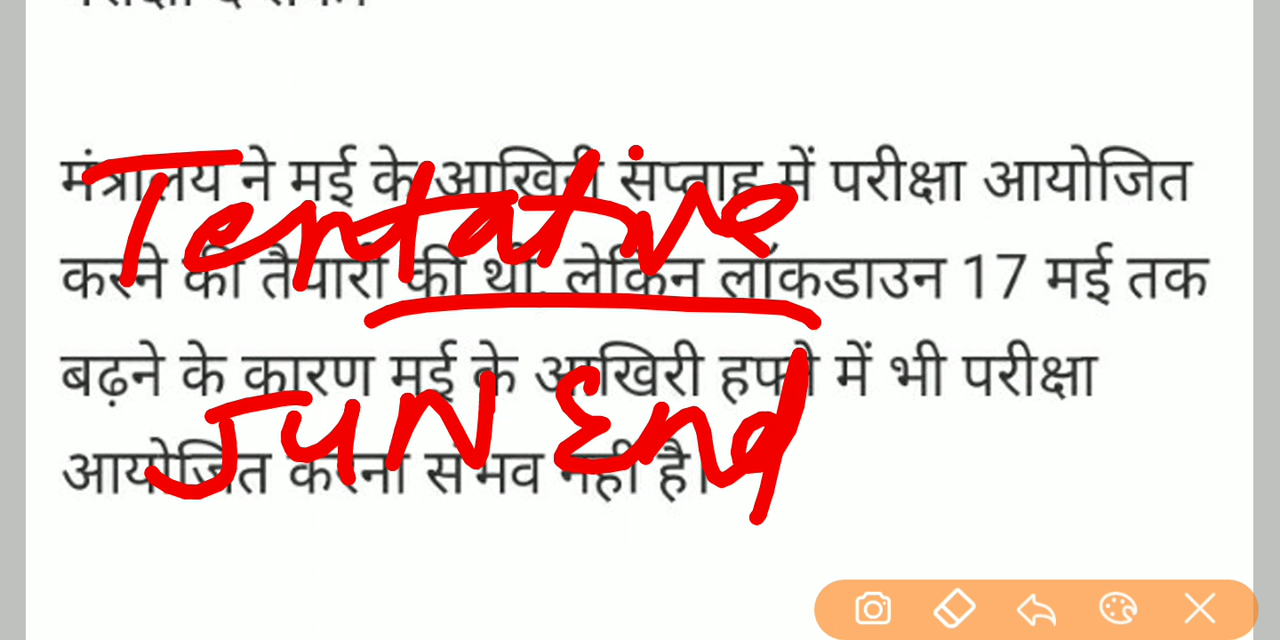 मंत्रालय ने मई के आखिरी संप्ताह में परीक्षा आयोजित
करने की तैयारी की थी, लेकिन लॉकडाउन 17 मई तक
बढ़ने के कारण मई के आखिरी हफ्ते में भी परीक्षा
आयोजित करना संभव नहीं है।
Tentative
JUN End